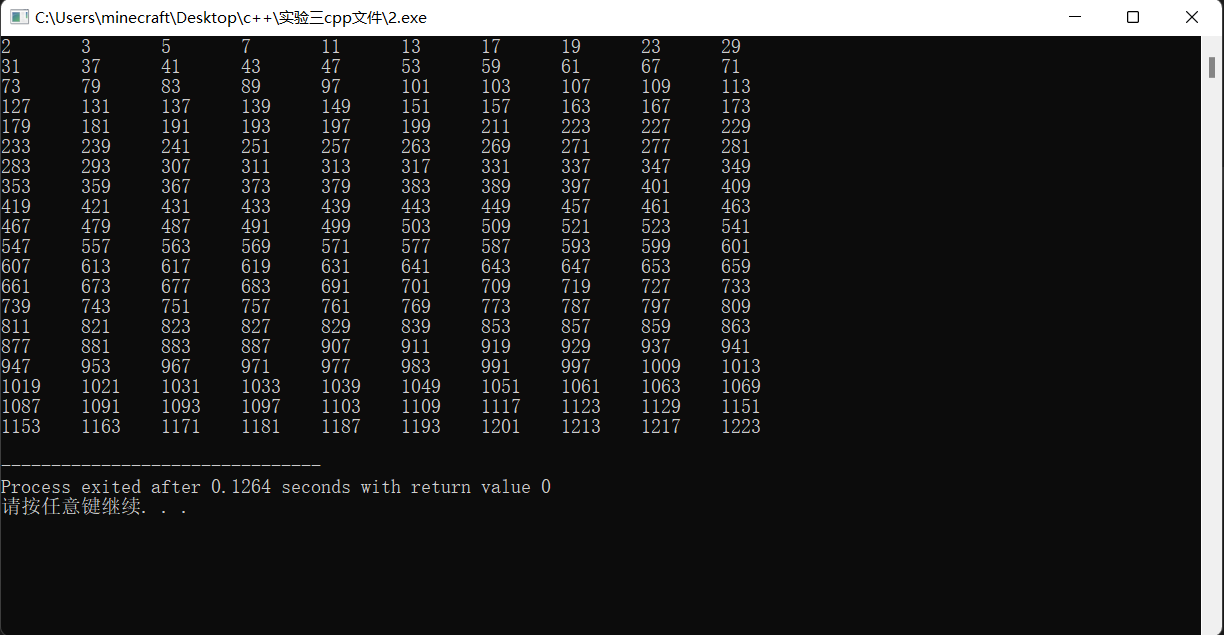 C:\Users\minecraft\Desktop\c++\实验三cpp文件\2.exe
2 3 5 7 11 13 17 19 23 29
31 37 41 43 47 53 59 61 67 71
73 79 83 89 97 101 103 107 109 113
127 131 137 139 149 151 157 163 167 173
179 181 191 193 197 199 211 223 227 229
233 239 241 251 257 263 269 271 277 281
283 293 307 311 313 317 331 337 347 349
353 359 367 373 379 383 389 397 401 409
419 421 431 433 439 443 449 457 461 463
467 479 487 491 499 503 509 521 523 541
547 557 563 569 571 577 587 593 599 601
607 613 617 619 631 641 643 647 653 659
661 673 677 683 691 701 709 719 727 733
739 743 751 757 761 769 773 787 797 809
811 821 823 827 829 839 853 857 859 863
877 881 883 887 907 911 919 929 937 941
947 953 967 971 977 983 991 997 1009 1013
1019 1021 1031 1033 1039 1049 1051 1061 1063 1069
1087 1091 1093 1097 1103 1109 1117 1123 1129 1151
1153 1163 1171 1181 1187 1193 1201 1213 1217 1223
--------------------------------
Process exited after 0.1264 seconds with return value 0
请按任意键继续. . .